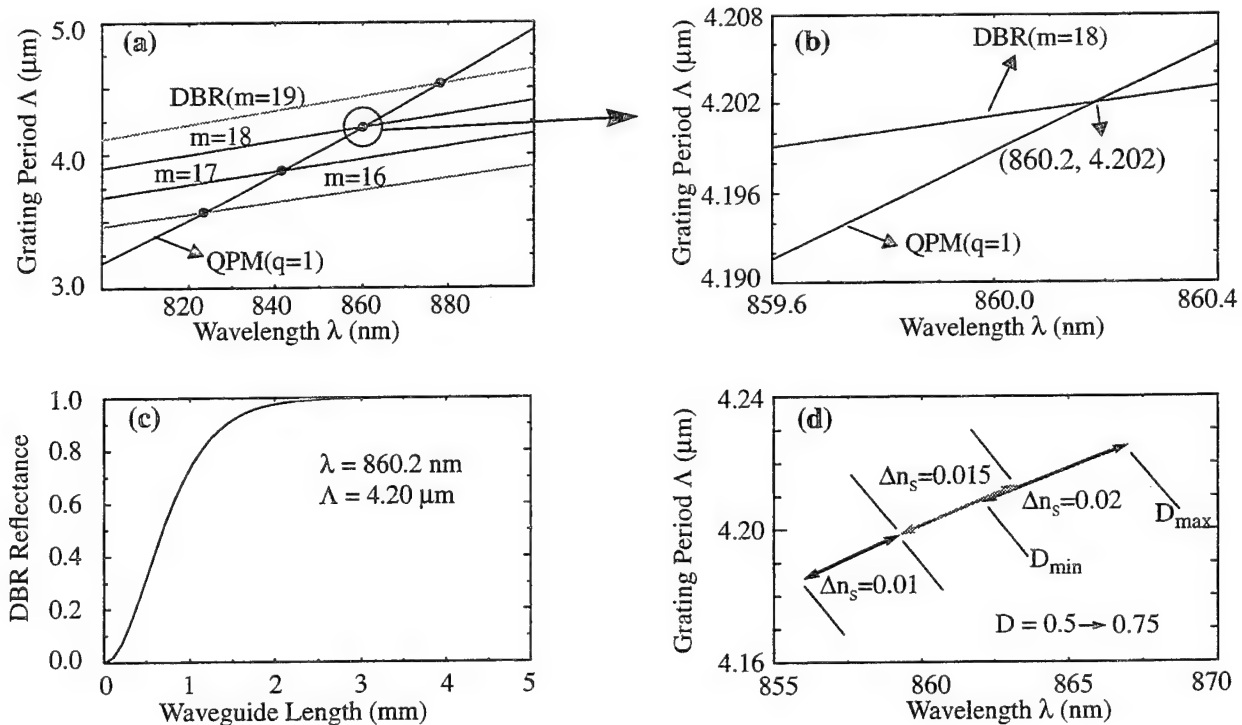 (a)
5.0
4.0
3.0
Grating Period Λ (μm)
DBR(m=19)
m=18
m=17
m=16
QPM(q=1)
820
840
860
880
Wavelength λ (nm)
(b)
4.208
4.202
4.196
4.190
Grating Period Λ (μm)
DBR(m=18)
(860.2, 4.202)
QPM(q=1)
859.6
860.0
860.4
Wavelength λ (nm)
(c)
1.0
0.8
0.6
0.4
0.2
0.0
DBR Reflectance
λ = 860.2 nm
Λ = 4.20 μm
0
1
2
3
4
5
Waveguide Length (mm)
(d)
4.24
4.20
4.16
Grating Period Λ (μm)
Δns=0.015
Δns=0.02
Dmax
Dmin
Δns=0.01
D = 0.5→0.75
855
860
865
870
Wavelength λ (nm)